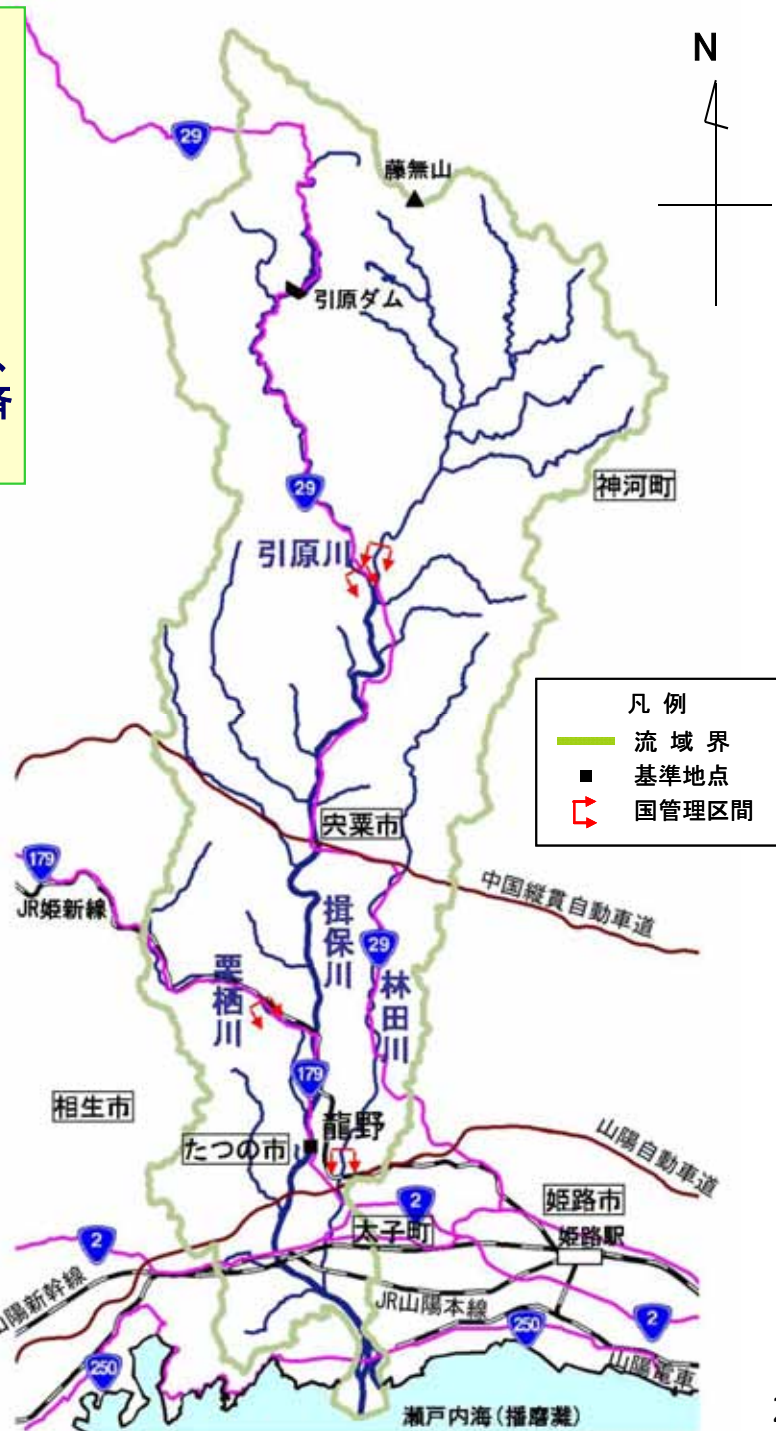 N
29
藤無山
引原ダム
済
29
神河町
引原川
凡 例
流 域 界
基準地点
国管理区間
宍粟市
179
JR姫新線
中国縦貫自動車道
揖保川
29
栗栖川
林田川
179
相生市
龍野
たつの市
山陽自動車道
2
姫路市
2
太子町
姫路駅
山陽新幹線
JR山陽本線
250
2
250
山陽電車
瀬戸内海(播磨灘)